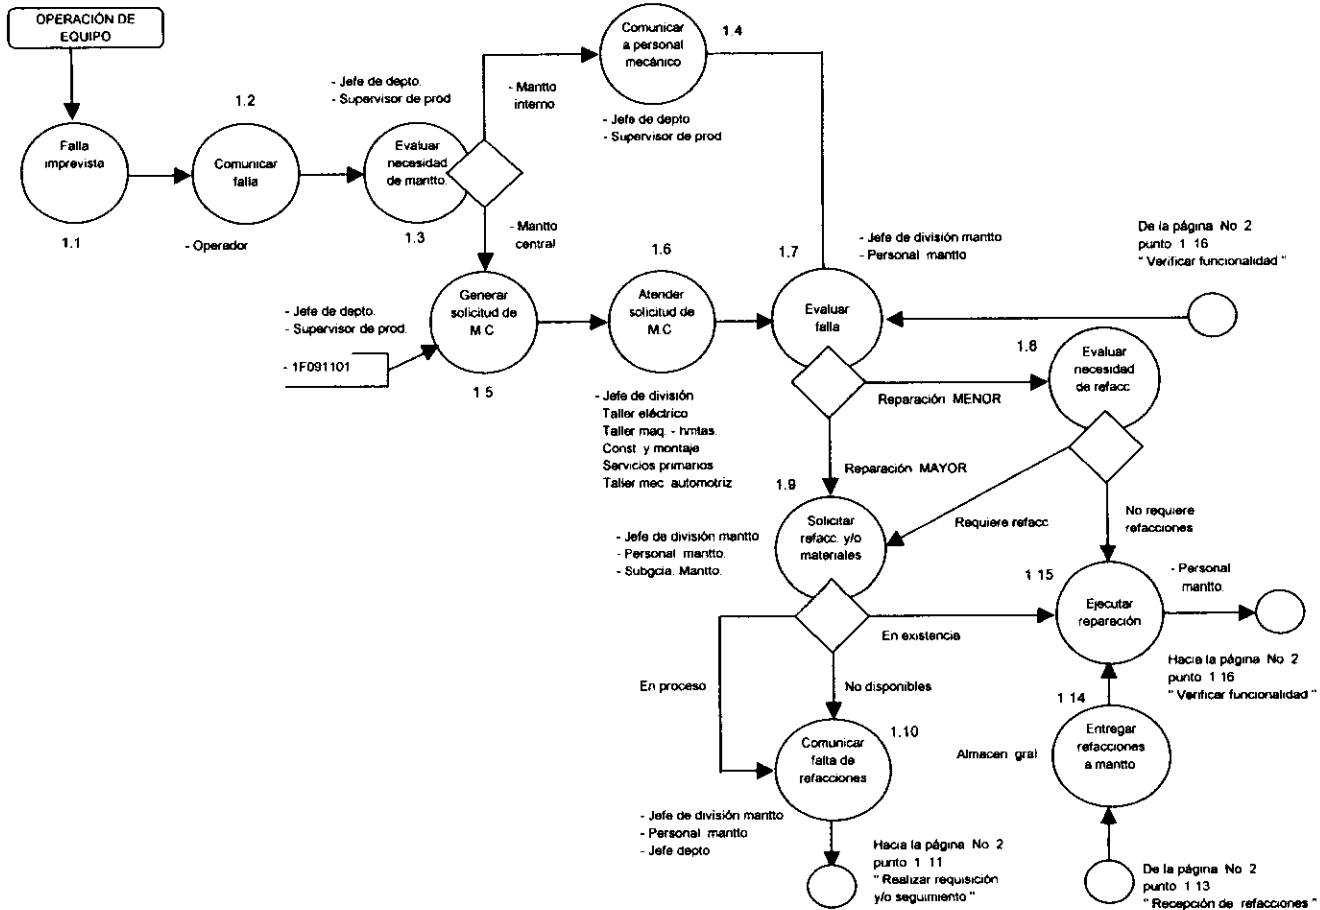 OPERACIÓN DE
EQUIPO
Falla
imprevista
1.1
1.2
Comunicar
falla
- Operador
- Jefe de depto.
- Supervisor de prod
Evaluar
necesidad
de mantto.
1.3
- Mantto
interno
- Mantto
central
Comunicar
a personal
mecánico
1.4
- Jefe de depto
- Supervisor de prod
- Jefe de depto.
- Supervisor de prod.
- 1F091101
Generar
solicitud de
M.C
1 5
1.6
Atender
solicitud de
M.C
- Jefe de división
Taller eléctrico
Taller maq. - hmtas.
Const y montaje
Servicios primarios
Taller mec automotriz
1.7
- Jefe de división mantto
- Personal mantto
Evaluar
falla
De la página No 2
punto 1 16
" Verificar funcionalidad "
Reparación MENOR
Reparación MAYOR
1.8
Evaluar
necesidad
de refacc
Requiere refacc
No requiere
refacciones
1.9
Solicitar
refacc. y/o
materiales
- Jefe de división mantto
- Personal mantto.
- Subgcia. Mantto.
En existencia
En proceso
No disponibles
1 15
Ejecutar
reparación
- Personal
mantto.
Hacia la página No 2
punto 1 16
" Verificar funcionalidad "
1.10
Comunicar
falta de
refacciones
- Jefe de división mantto
- Personal mantto
- Jefe depto
Hacia la página No 2
punto 1 11
" Realizar requisición
y/o seguimiento "
1 14
Entregar
refacciones
a mantto
Almacen gral
De la página No 2
punto 1 13
" Recepción de refacciones "